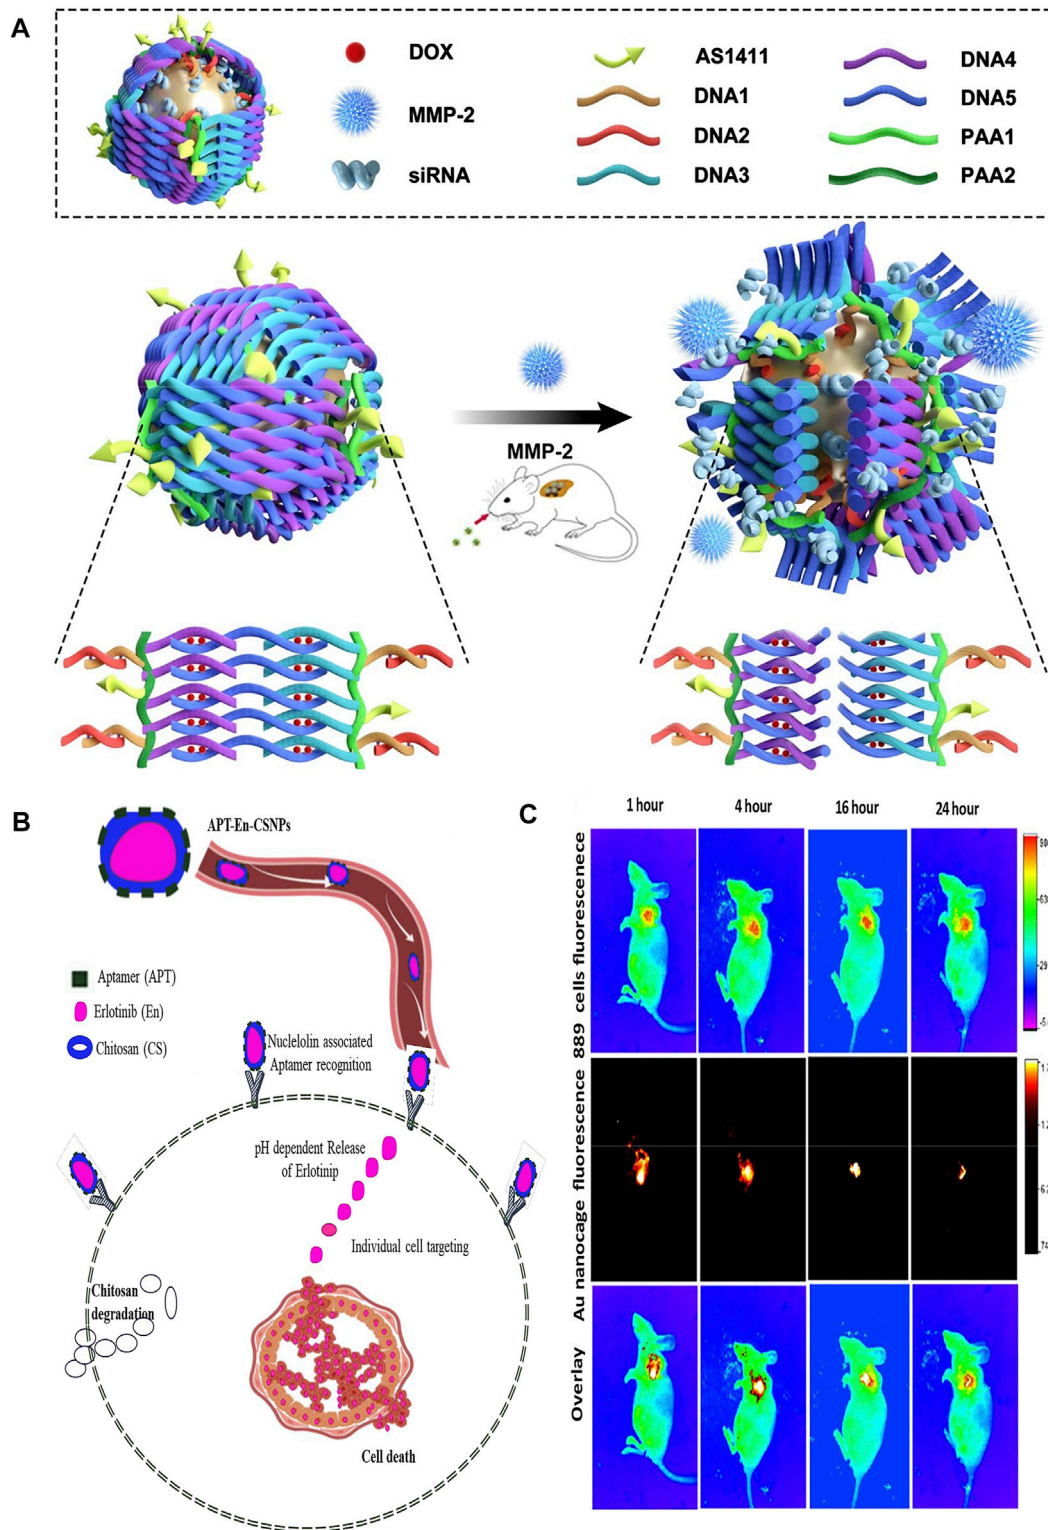 A
DOX
MMP-2
siRNA
AS1411
DNA1
DNA2
DNA3
DNA4
DNA5
PAA1
PAA2
MMP-2
B
APT-En-CSNPs
Aptamer (APT)
Erlotinib (En)
Chitosan (CS)
Nuclelolin associated
Aptamer recognition
pH dependent Release
of Erlotinip
Individual cell targeting
Chitosan
degradation
Cell death
C
1 hour
4 hour
16 hour
24 hour
889 cells fluorescenece
Au nanocage fluorescence
Overlay